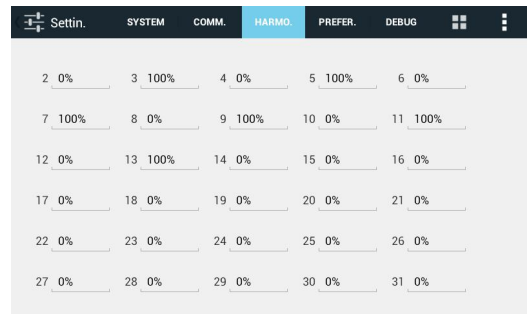 Settin. SYSTEM COMM. HARMO. PREFER. DEBUG
2 0% 3 100% 4 0% 5 100% 6 0%
7 100% 8 0% 9 100% 10 0% 11 100%
12 0% 13 100% 14 0% 15 0% 16 0%
17 0% 18 0% 19 0% 20 0% 21 0%
22 0% 23 0% 24 0% 25 0% 26 0%
27 0% 28 0% 29 0% 30 0% 31 0%